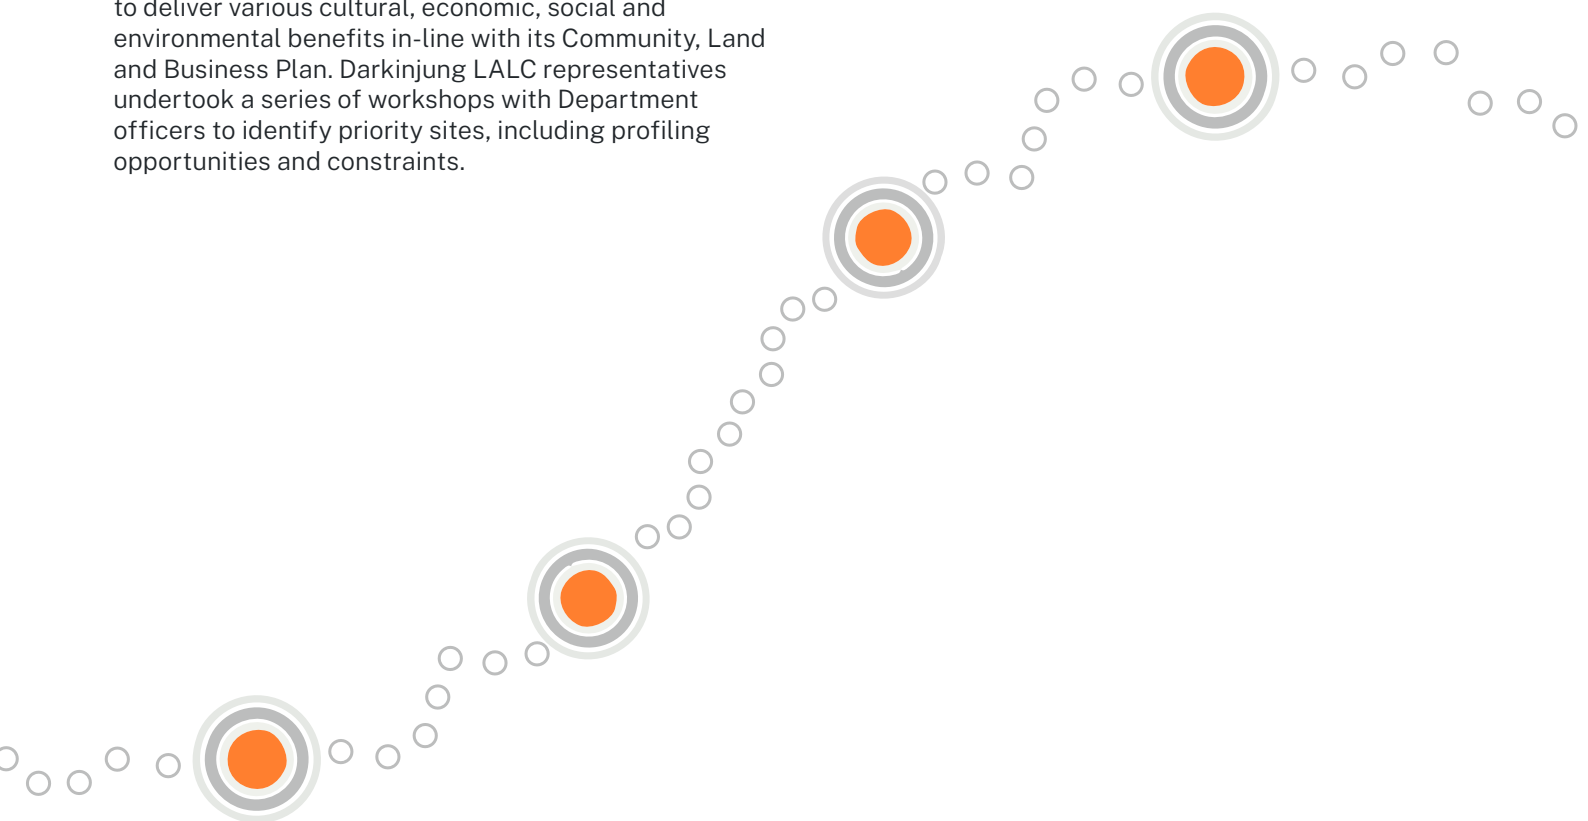 to deliver various cultural, economic, social and
environmental benefits in-line with its Community, Land
and Business Plan. Darkinjung LALC representatives
undertook a series of workshops with Department
officers to identify priority sites, including profiling
opportunities and constraints.